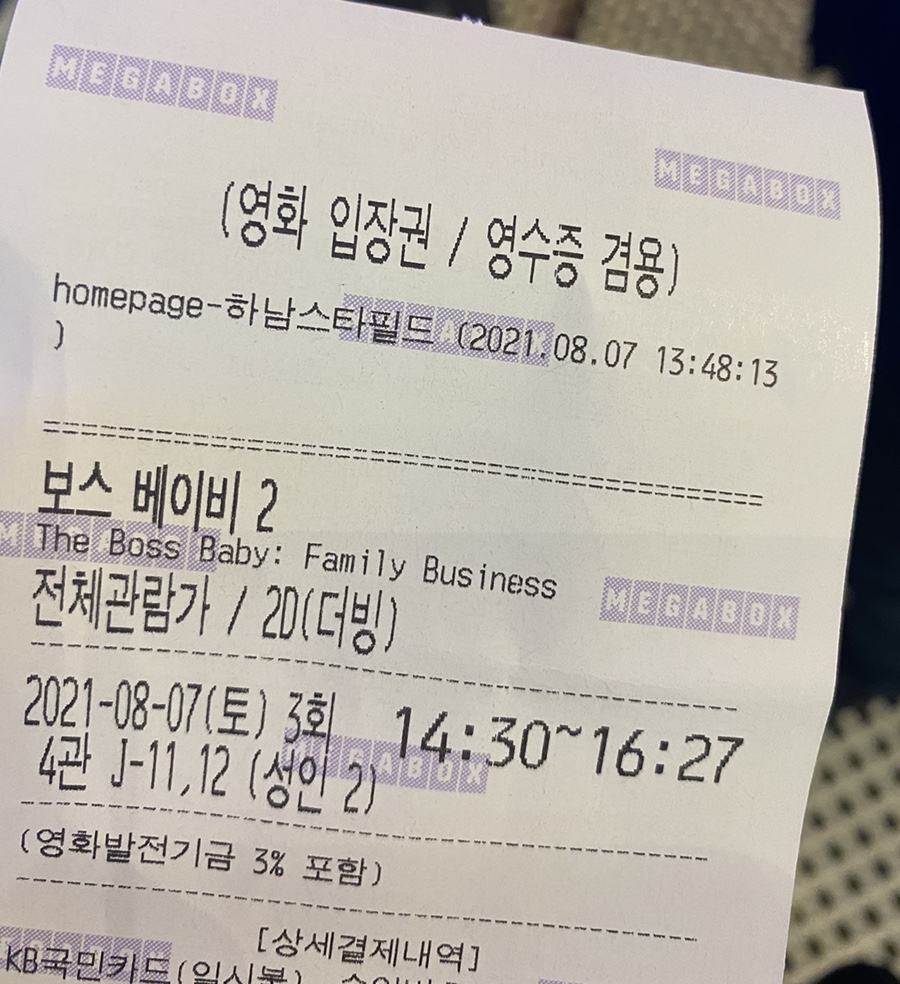 MEGABOX
MEGABOX
(영화 입장권 / 영수증 겸용)
homepage-하남스타필드 (2021.08.07 13:48:13
)
보스 베이비 2
The Boss Baby: Family Business
MEGABOX
전체관람가 / 2D(더빙)
2021-08-07(토) 3회 14:30~16:27
4관 J-11,12 (성인 2)
(영화발전기금 3% 포함)
[상세결제내역]
KB국민카드(일시불)